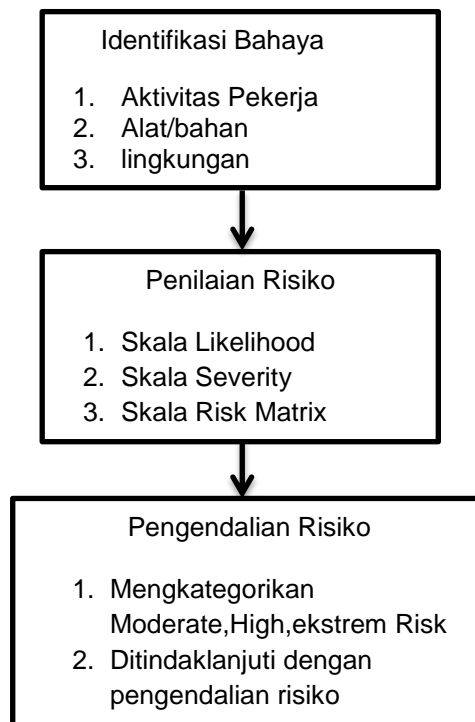 Identifikasi Bahaya
1. Aktivitas Pekerja
2. Alat/bahan
3. lingkungan
Penilaian Risiko
1. Skala Likelihood
2. Skala Severity
3. Skala Risk Matrix
Pengendalian Risiko
1. Mengkategorikan
Moderate,High,ekstrem Risk
2. Ditindaklanjuti dengan
pengendalian risiko